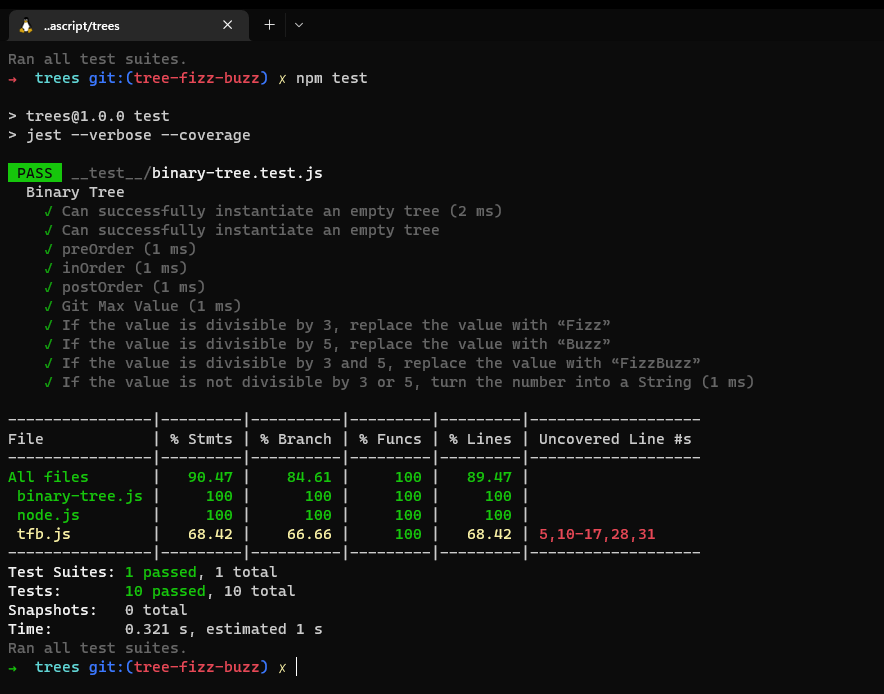 ..ascript/trees
Ran all test suites.
→ trees git:(tree-fizz-buzz) ✗ npm test
> trees@1.0.0 test
> jest --verbose --coverage
PASS __test__/binary-tree.test.js
Binary Tree
√ Can successfully instantiate an empty tree (2 ms)
√ Can successfully instantiate an empty tree
√ preOrder (1 ms)
√ inOrder (1 ms)
√ postOrder (1 ms)
√ Git Max Value (1 ms)
√ If the value is divisible by 3, replace the value with “Fizz”
√ If the value is divisible by 5, replace the value with “Buzz”
√ If the value is divisible by 3 and 5, replace the value with “FizzBuzz”
√ If the value is not divisible by 3 or 5, turn the number into a String (1 ms)
----------------|---------|----------|---------|---------|-------------------
File            | % Stmts | % Branch | % Funcs | % Lines | Uncovered Line #s
----------------|---------|----------|---------|---------|-------------------
All files       |   90.47 |    84.61 |     100 |   89.47 |
 binary-tree.js |     100 |      100 |     100 |     100 |
 node.js        |     100 |      100 |     100 |     100 |
 tfb.js         |   68.42 |    66.66 |     100 |   68.42 | 5,10-17,28,31
----------------|---------|----------|---------|---------|-------------------
Test Suites: 1 passed, 1 total
Tests:       10 passed, 10 total
Snapshots:   0 total
Time:        0.321 s, estimated 1 s
Ran all test suites.
→ trees git:(tree-fizz-buzz) ✗